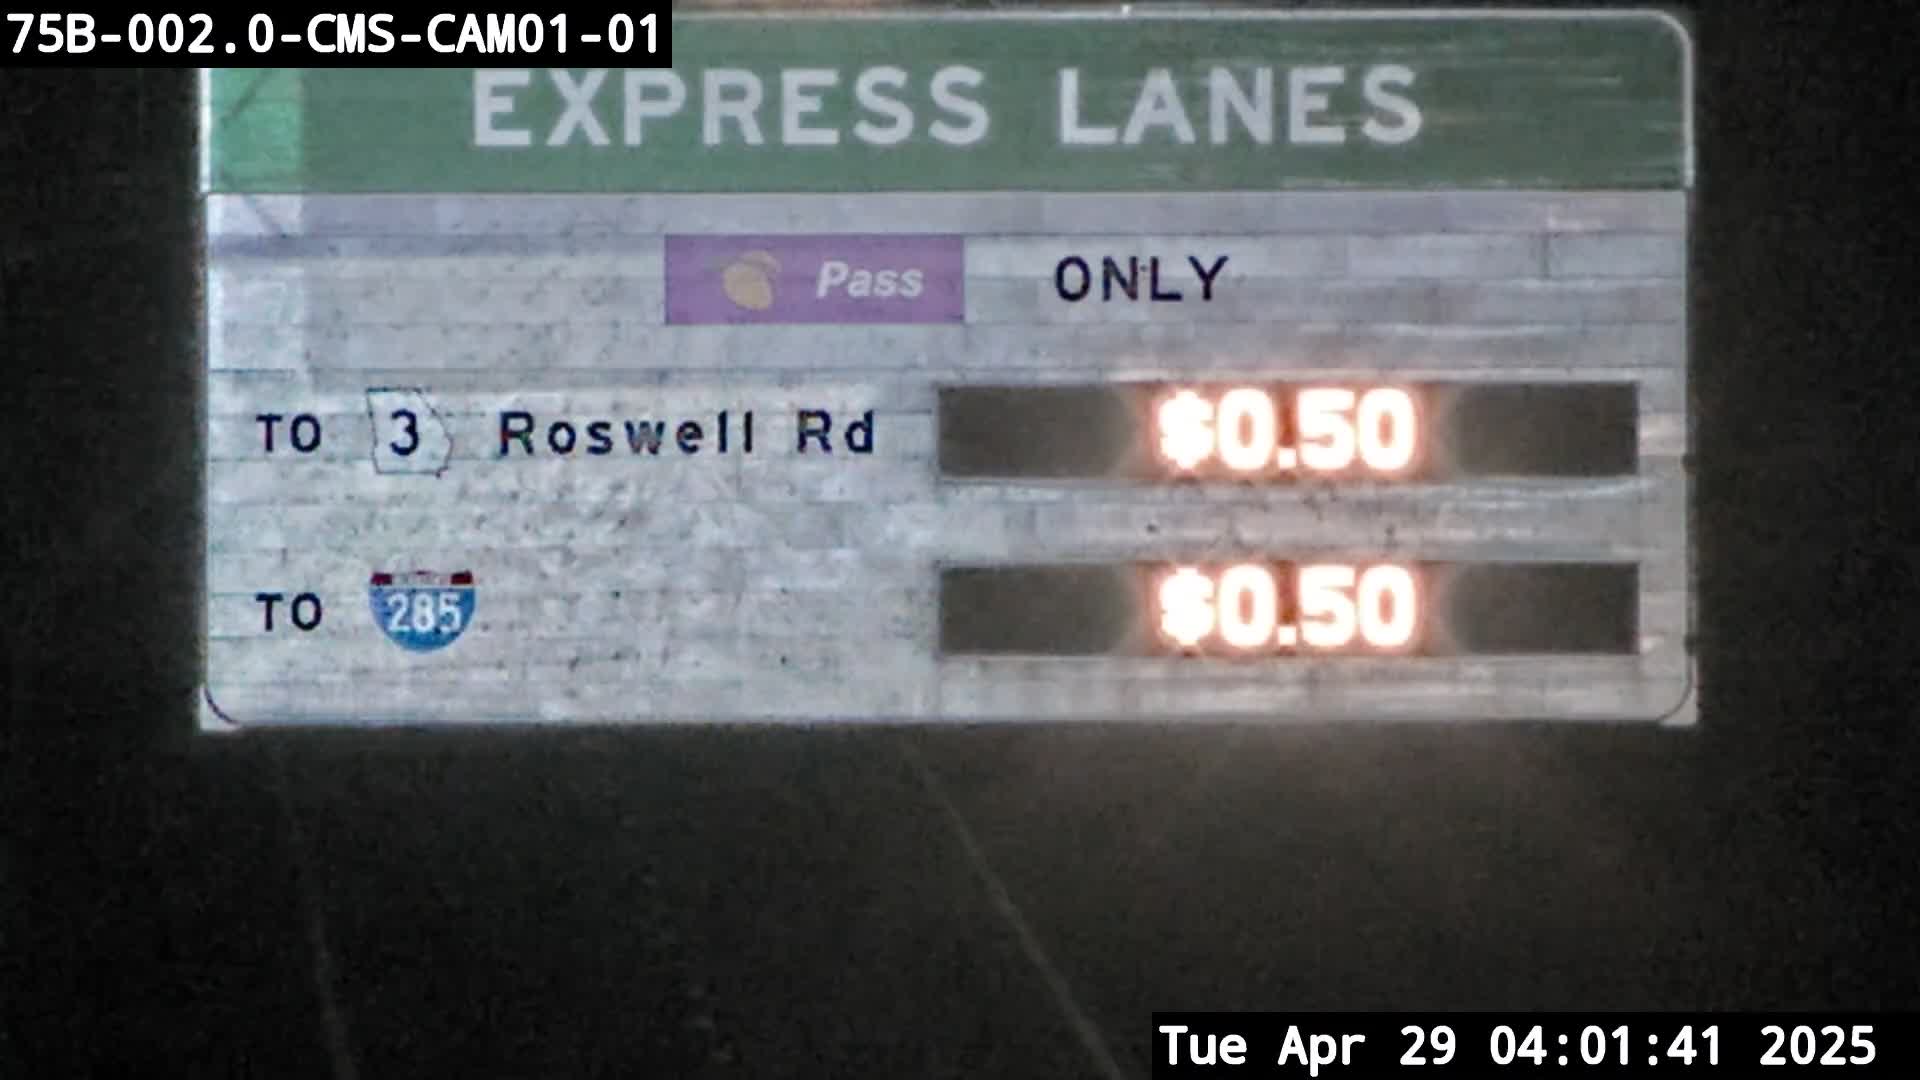 75B-002.0-CMS-CAM01-01
EXPRESS LANES
Pass ONLY
TO 3 Roswell Rd $0.50
TO 285 $0.50
Tue Apr 29 04:01:41 2025